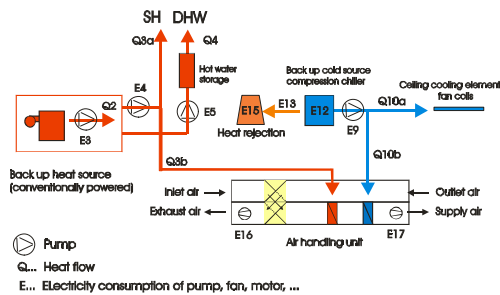 SH DHW
Q3a
Q4
Hot water
storage
Back up cold source
compression chiller
Q10a
Ceiling cooling element
fan coils
E4
Q2
E5
E3
E15
E13
E12
E9
Heat rejection
Q10b
Back up heat source
(conventionally powered)
Q3b
Inlet air
Outlet air
Exhaust air
Supply air
E16
E17
Air handling unit
Pump
Q... Heat flow
E... ELectricity consumption of pump, fan, motor, ...